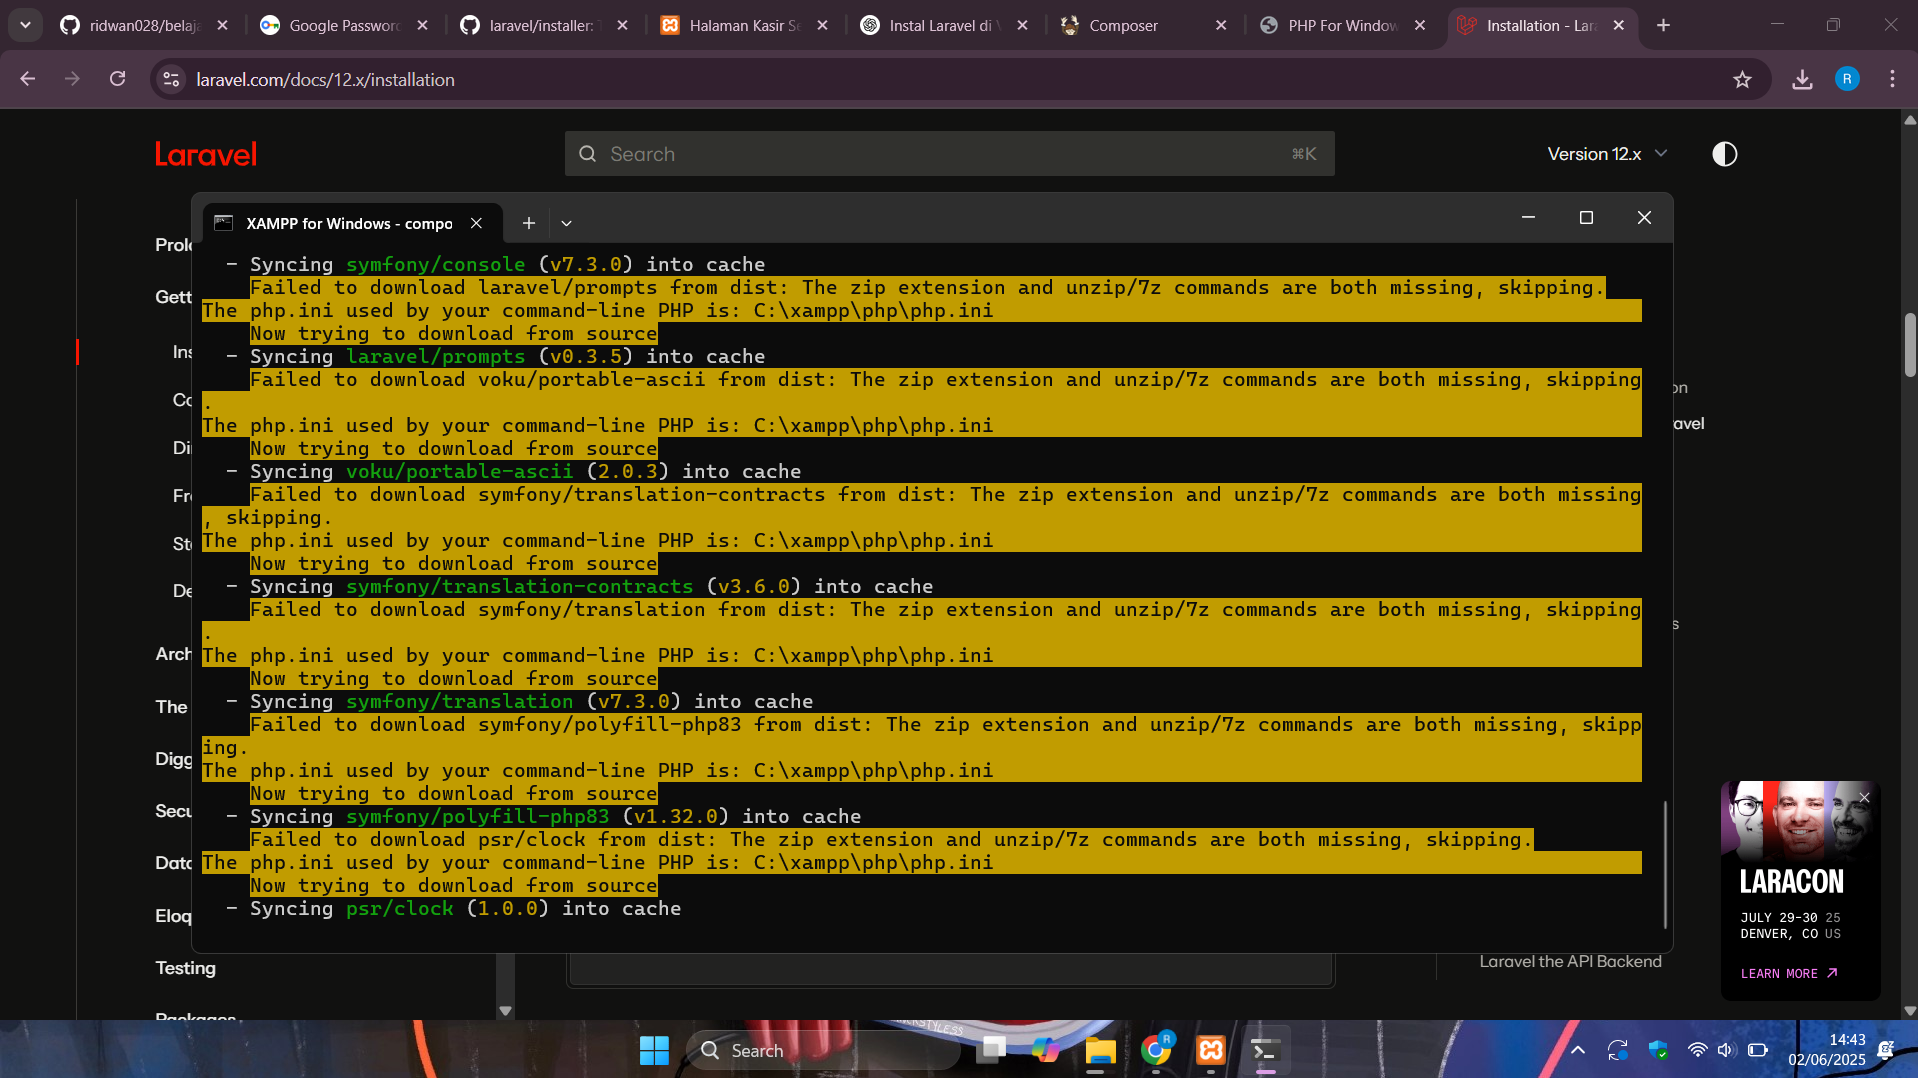 ridwan028/belaja
Google Password
laravel/installer: T
Halaman Kasir Se
Instal Laravel di V
Composer
PHP For Window
Installation - Lara
laravel.com/docs/12.x/installation
R
Laravel
Search
⌘K
Version 12.x
XAMPP for Windows - compo
Prolo
Gett
Ins
Co
Di
Fr
St
De
Arch
The
Digg
Secu
Data
Eloq
Testing
Packages
- Syncing symfony/console (v7.3.0) into cache
Failed to download laravel/prompts from dist: The zip extension and unzip/7z commands are both missing, skipping.
The php.ini used by your command-line PHP is: C:\xampp\php\php.ini
Now trying to download from source
- Syncing laravel/prompts (v0.3.5) into cache
Failed to download voku/portable-ascii from dist: The zip extension and unzip/7z commands are both missing, skipping
.
The php.ini used by your command-line PHP is: C:\xampp\php\php.ini
Now trying to download from source
- Syncing voku/portable-ascii (2.0.3) into cache
Failed to download symfony/translation-contracts from dist: The zip extension and unzip/7z commands are both missing
, skipping.
The php.ini used by your command-line PHP is: C:\xampp\php\php.ini
Now trying to download from source
- Syncing symfony/translation-contracts (v3.6.0) into cache
Failed to download symfony/translation from dist: The zip extension and unzip/7z commands are both missing, skipping
.
The php.ini used by your command-line PHP is: C:\xampp\php\php.ini
Now trying to download from source
- Syncing symfony/translation (v7.3.0) into cache
Failed to download symfony/polyfill-php83 from dist: The zip extension and unzip/7z commands are both missing, skipp
ing.
The php.ini used by your command-line PHP is: C:\xampp\php\php.ini
Now trying to download from source
- Syncing symfony/polyfill-php83 (v1.32.0) into cache
Failed to download psr/clock from dist: The zip extension and unzip/7z commands are both missing, skipping.
The php.ini used by your command-line PHP is: C:\xampp\php\php.ini
Now trying to download from source
- Syncing psr/clock (1.0.0) into cache
on
avel
s
Laravel the API Backend
LARACON
JULY 29-30 25
DENVER, CO US
LEARN MORE
Search
R
14:43
02/06/2025